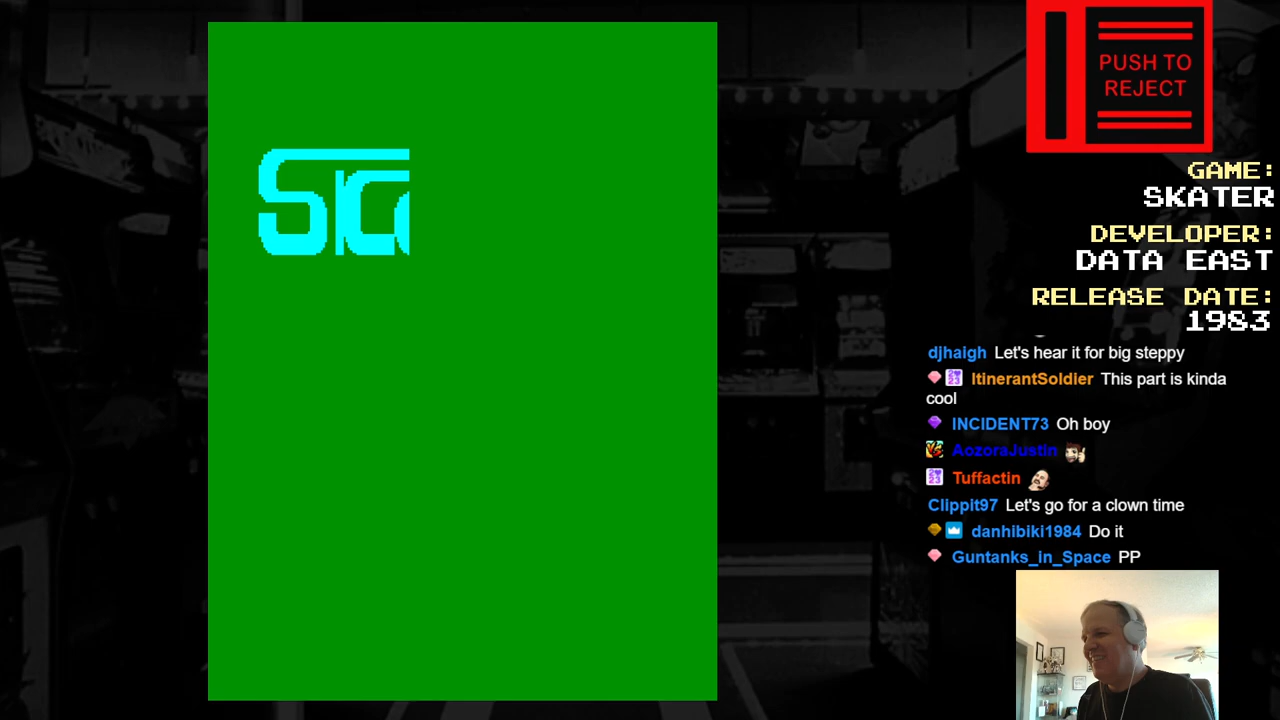 Ska
PUSH TO
REJECT
GAME:
SKATER
DEVELOPER:
DATA EAST
RELEASE DATE:
1983
djhaigh Let's hear it for big steppy
ItinerantSoldier This part is kinda
cool
INCIDENT73 Oh boy
AozoraJustin
Tuffactin
Clippit97 Let's go for a clown time
danhibiki1984 Do it
Guntanks_in_Space PP